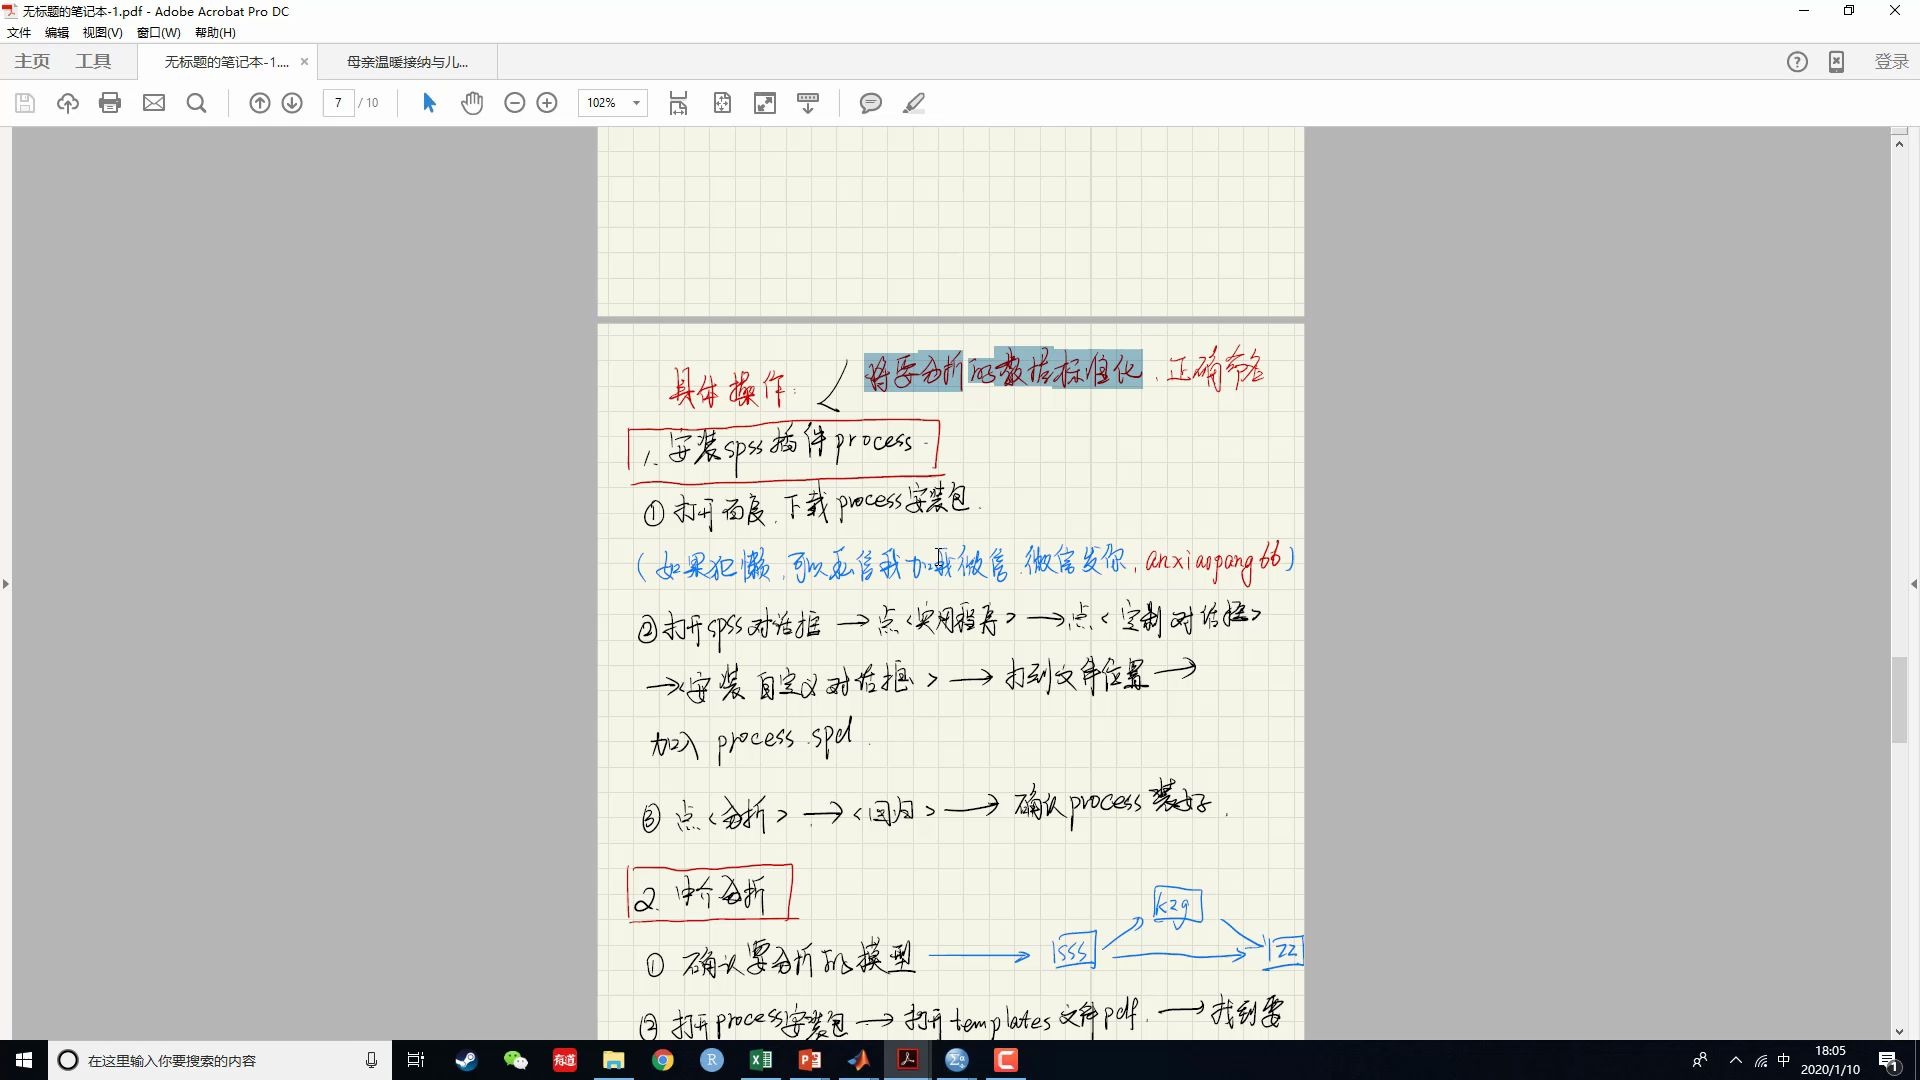 无标题的笔记本-1.pdf - Adobe Acrobat Pro DC
文件 编辑 视图(V) 窗口(W) 帮助(H)
主页 工具 无标题的笔记本-1.... × 母亲温暖接纳与儿... 登录
7 / 10 102%
将要分析的数据标准化，正确命名
具体操作：
1. 安装spss插件process.
① 打开百度，下载process安装包.
(如果犯懒，可以私信我加我微信，微信发你，anxiaopang66)
② 打开spss对话框 → 点<实用程序> → 点<定制对话框>
→<安装自定义对话框> → 找到文件位置 →
加入 process.spd.
③ 点<分析> → <回归> → 确认process装好.
2. 中介分析
kzg
① 确认要分析的模型 → lsss lzz
② 打开process安装包 → 打开templates文件pdf. → 找到要
在这里输入你要搜索的内容
有道
中
18:05
2020/1/10
1